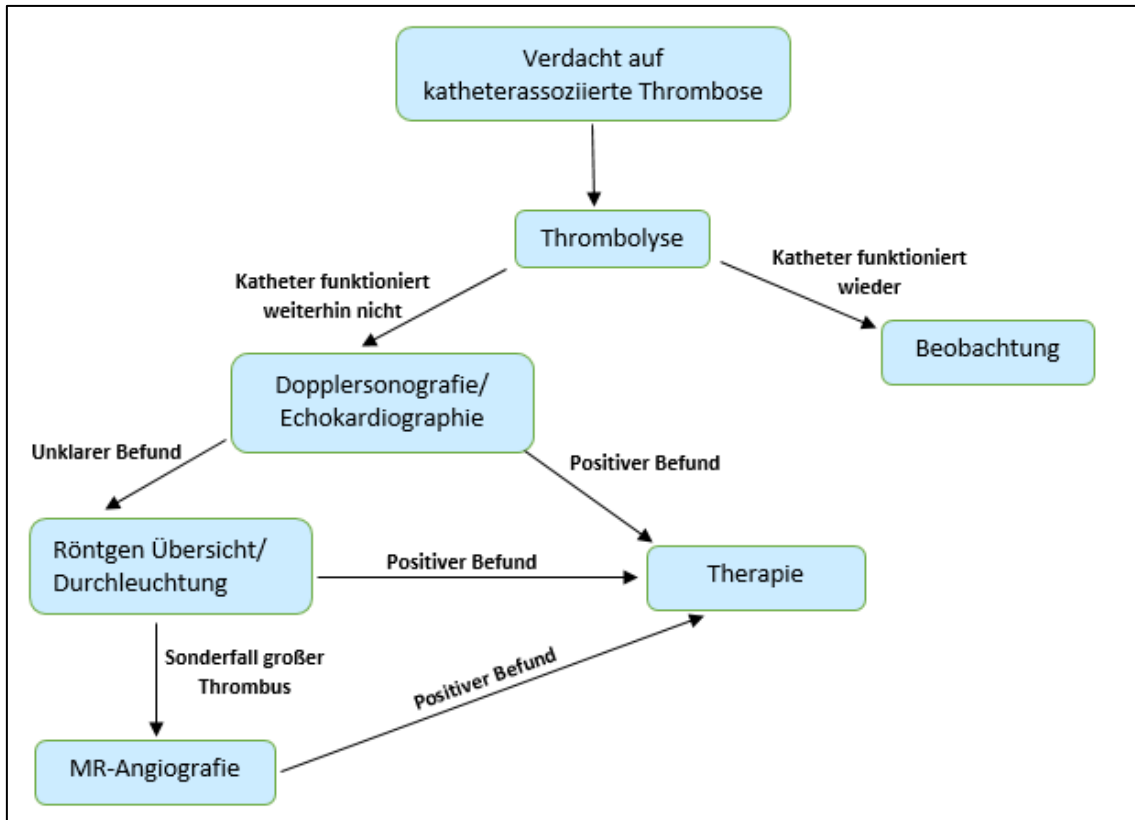 Verdacht auf
katheterassoziierte Thrombose
Thrombolyse
Katheter funktioniert
weiterhin nicht
Katheter funktioniert
wieder
Beobachtung
Dopplersonografie/
Echokardiographie
Unklarer Befund
Positiver Befund
Röntgen Übersicht/
Durchleuchtung
Positiver Befund
Therapie
Sonderfall großer
Thrombus
Positiver Befund
MR-Angiografie